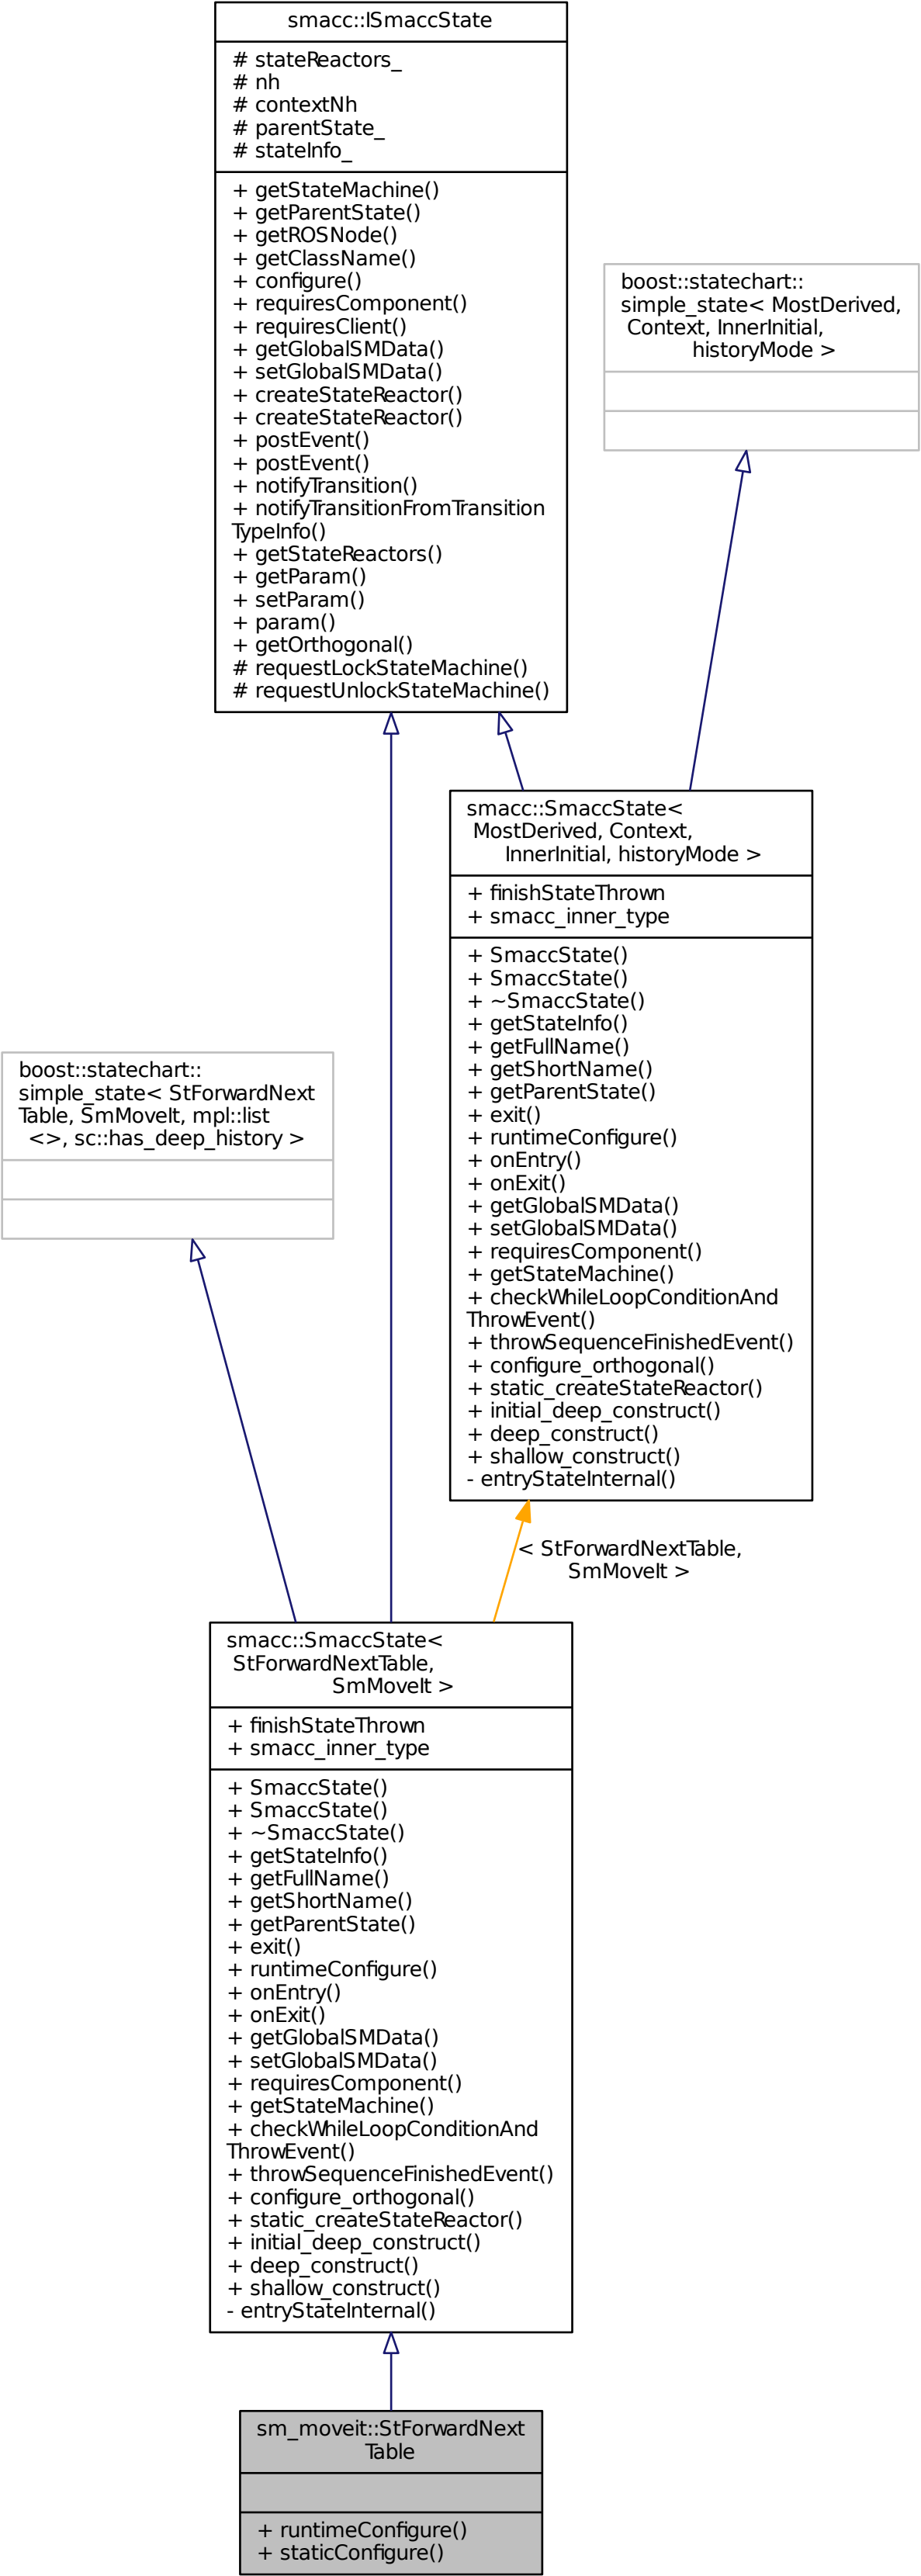 smacc::ISmaccState
# stateReactors_
# nh
# contextNh
# parentState_
# stateInfo_
+ getStateMachine()
+ getParentState()
+ getROSNode()
+ getClassName()
+ configure()
+ requiresComponent()
+ requiresClient()
+ getGlobalSMData()
+ setGlobalSMData()
+ createStateReactor()
+ createStateReactor()
+ postEvent()
+ postEvent()
+ notifyTransition()
+ notifyTransitionFromTransition
TypeInfo()
+ getStateReactors()
+ getParam()
+ setParam()
+ param()
+ getOrthogonal()
# requestLockStateMachine()
# requestUnlockStateMachine()
boost::statechart::
simple_state< MostDerived,
Context, InnerInitial,
historyMode >
smacc::SmaccState<
MostDerived, Context,
InnerInitial, historyMode >
+ finishStateThrown
+ smacc_inner_type
+ SmaccState()
+ SmaccState()
+ ~SmaccState()
+ getStateInfo()
+ getFullName()
+ getShortName()
+ getParentState()
+ exit()
+ runtimeConfigure()
+ onEntry()
+ onExit()
+ getGlobalSMData()
+ setGlobalSMData()
+ requiresComponent()
+ getStateMachine()
+ checkWhileLoopConditionAnd
ThrowEvent()
+ throwSequenceFinishedEvent()
+ configure_orthogonal()
+ static_createStateReactor()
+ initial_deep_construct()
+ deep_construct()
+ shallow_construct()
- entryStateInternal()
boost::statechart::
simple_state< StForwardNext
Table, SmMoveIt, mpl::list
<>, sc::has_deep_history >
< StForwardNextTable,
SmMoveIt >
smacc::SmaccState<
StForwardNextTable,
SmMoveIt >
+ finishStateThrown
+ smacc_inner_type
+ SmaccState()
+ SmaccState()
+ ~SmaccState()
+ getStateInfo()
+ getFullName()
+ getShortName()
+ getParentState()
+ exit()
+ runtimeConfigure()
+ onEntry()
+ onExit()
+ getGlobalSMData()
+ setGlobalSMData()
+ requiresComponent()
+ getStateMachine()
+ checkWhileLoopConditionAnd
ThrowEvent()
+ throwSequenceFinishedEvent()
+ configure_orthogonal()
+ static_createStateReactor()
+ initial_deep_construct()
+ deep_construct()
+ shallow_construct()
- entryStateInternal()
sm_moveit::StForwardNext
Table
+ runtimeConfigure()
+ staticConfigure()